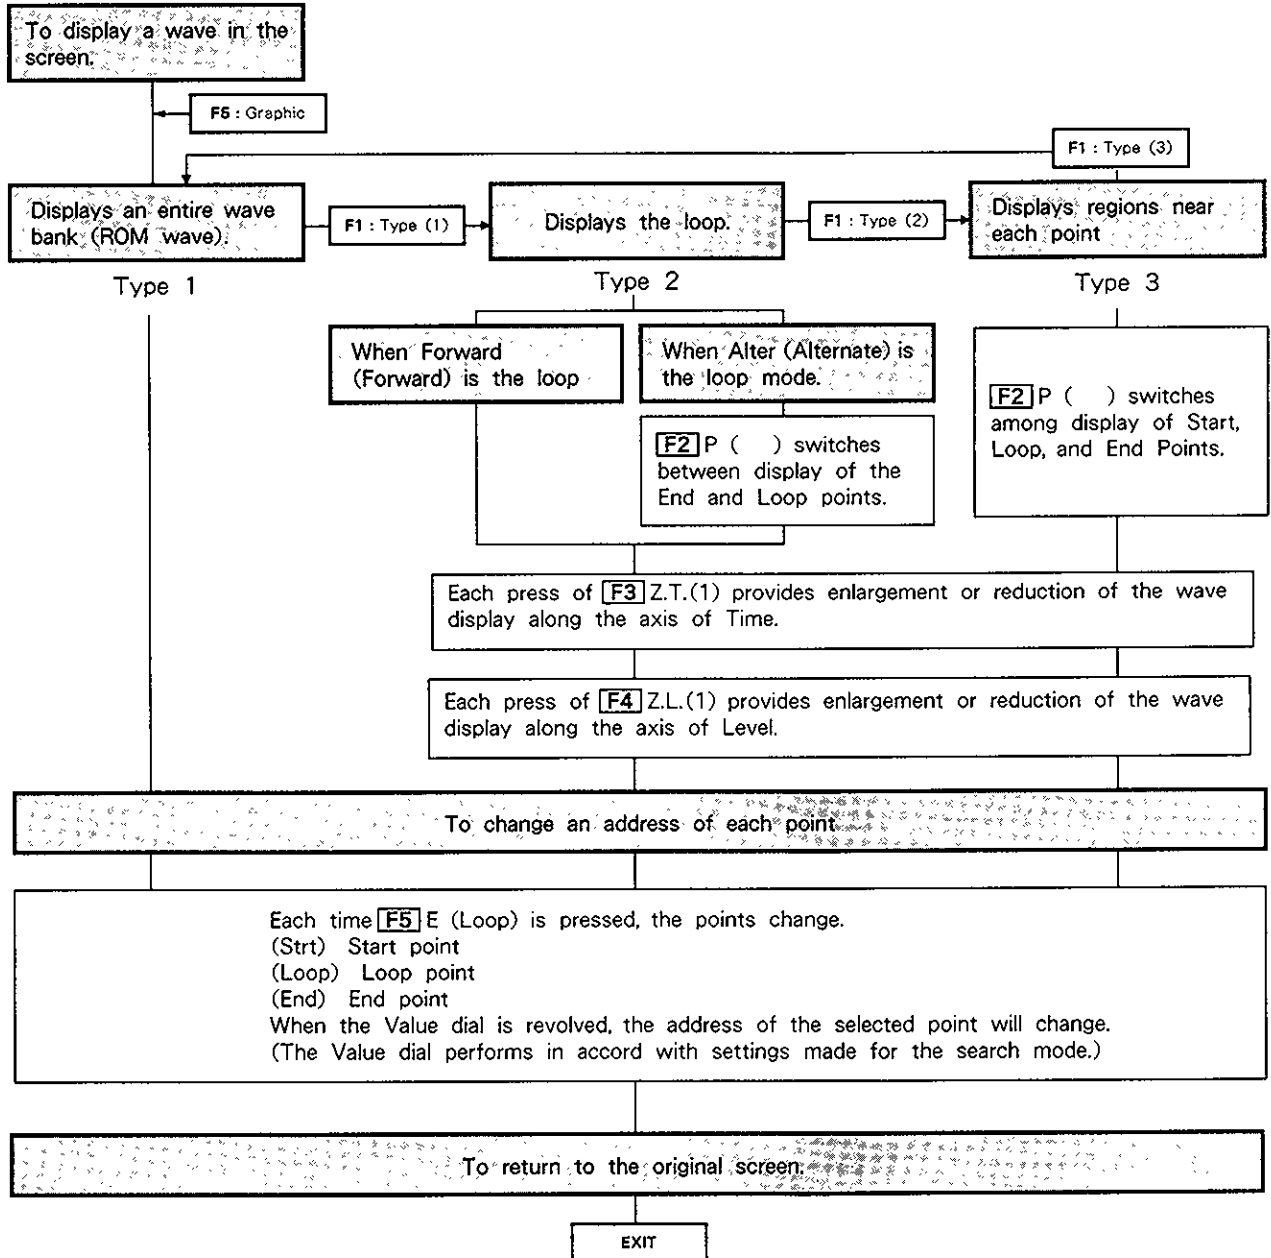 To display a wave in the
screen.
F5 : Graphic
F1 : Type (3)
Displays an entire wave
bank (ROM wave).
F1 : Type (1)
Displays the loop.
F1 : Type (2)
Displays regions near
each point
Type 1
Type 2
Type 3
When Forward
(Forward) is the loop
When Alter (Alternate) is
the loop mode.
F2 P (    ) switches
between display of the
End and Loop points.
F2 P (    ) switches
among display of Start,
Loop, and End Points.
Each press of F3 Z.T.(1) provides enlargement or reduction of the wave
display along the axis of Time.
Each press of F4 Z.L.(1) provides enlargement or reduction of the wave
display along the axis of Level.
To change an address of each point
Each time F5 E (Loop) is pressed, the points change.
(Strt) Start point
(Loop) Loop point
(End) End point
When the Value dial is revolved, the address of the selected point will change.
(The Value dial performs in accord with settings made for the search mode.)
To return to the original screen.
EXIT